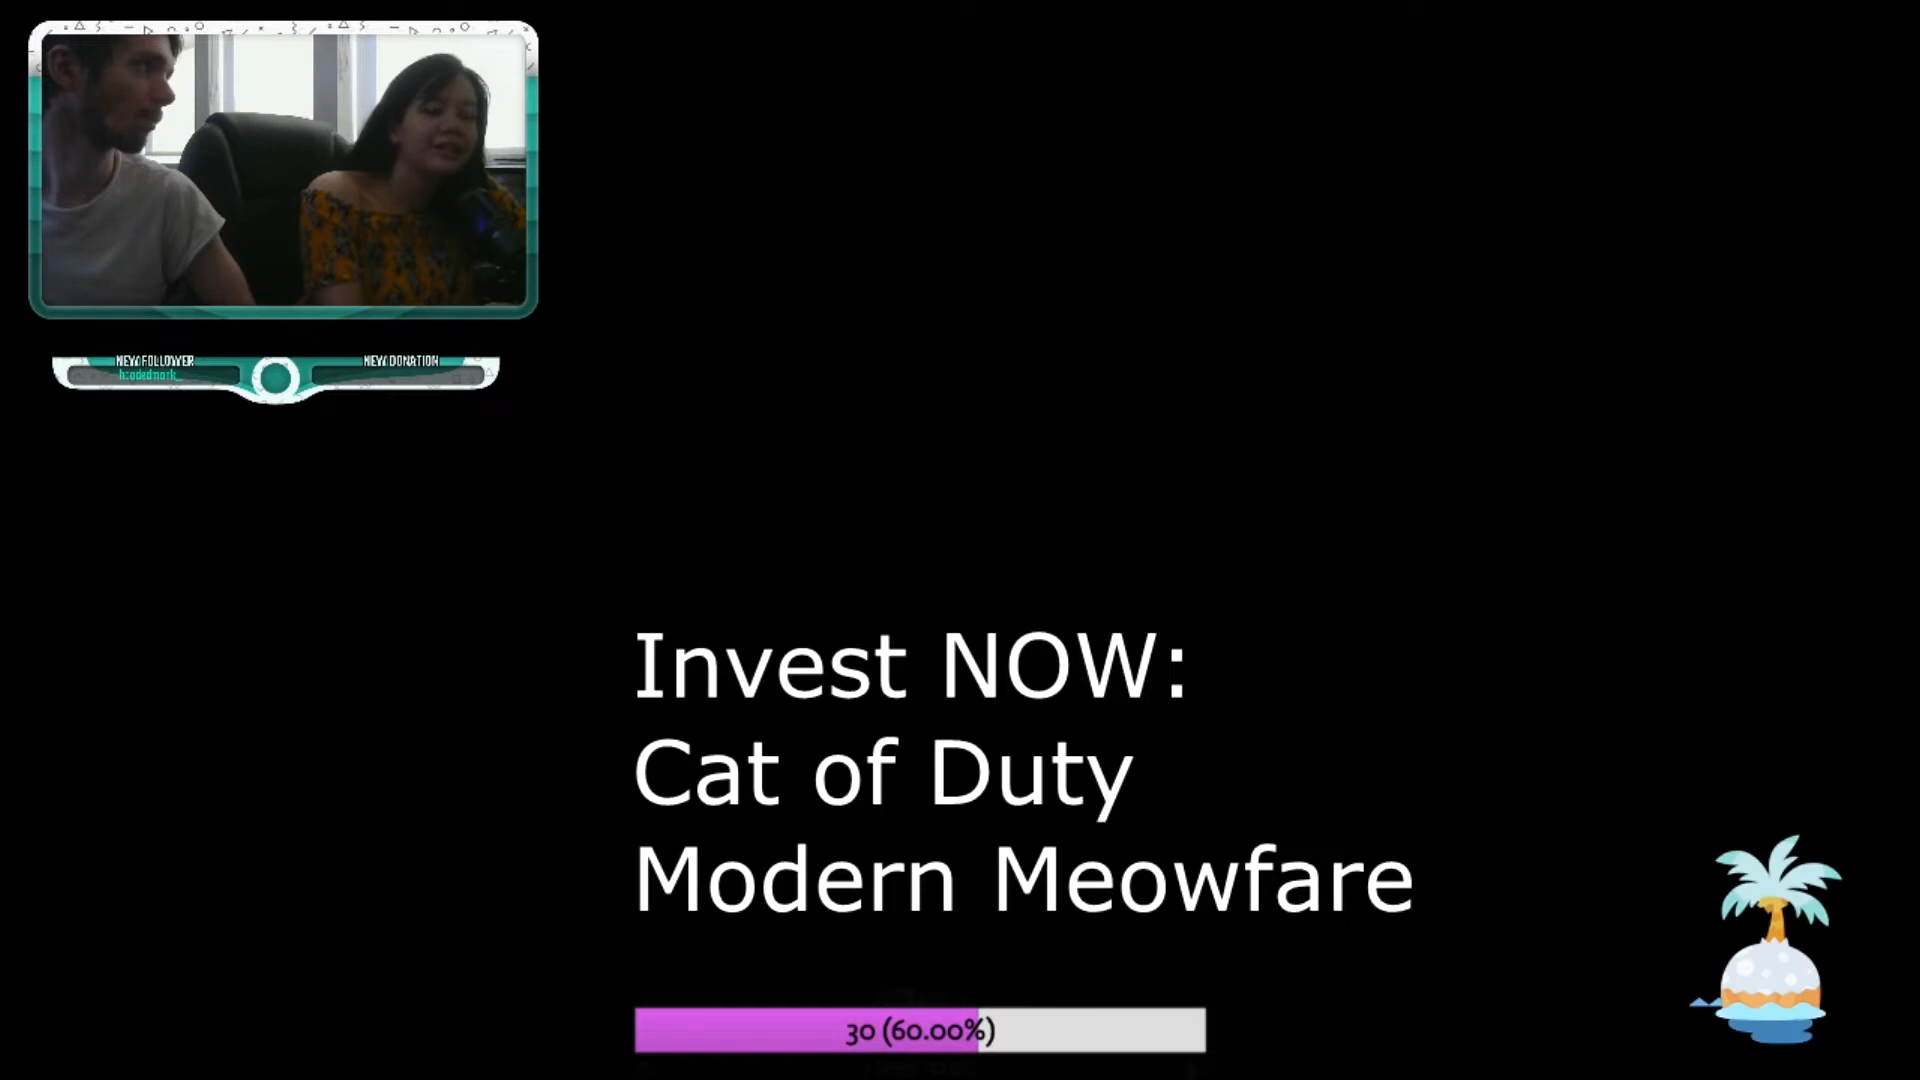 NEW FOLLOWER
NEW DONATION
Invest NOW:
Cat of Duty
Modern Meowfare
30 (60.00%)